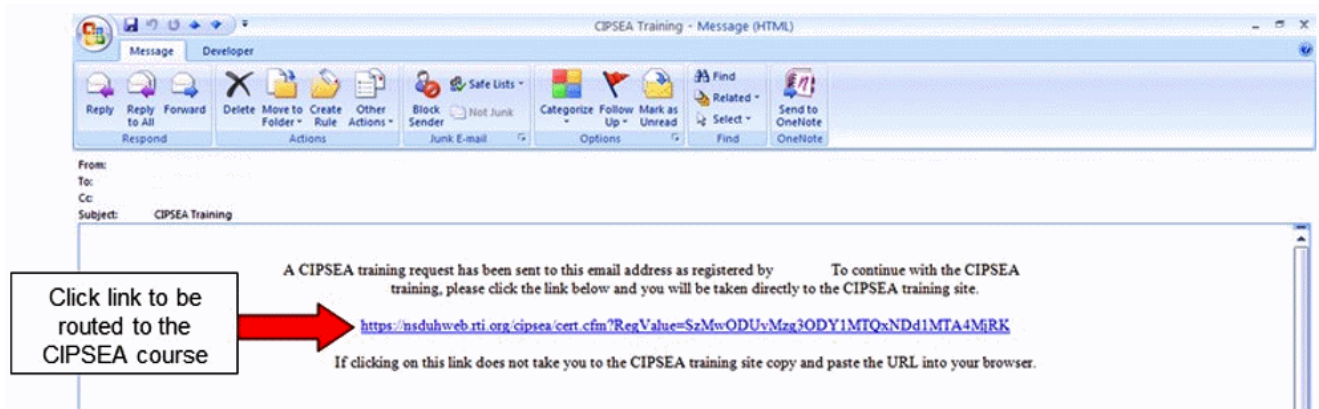 CIPSEA Training - Message (HTML)
Message Developer
Reply Reply to All Forward Delete Move to Folder Create Rule Other Actions Block Sender Safe Lists Not Junk Categorize Follow Up Mark as Unread Find Related Select Send to OneNote
Respond Actions Junk E-mail Options Find OneNote
From:
To:
Cc:
Subject: CIPSEA Training
A CIPSEA training request has been sent to this email address as registered by To continue with the CIPSEA
training, please click the link below and you will be taken directly to the CIPSEA training site.
Click link to be
routed to the
CIPSEA course
https://nsduhweb.rti.org/cipsea/cert.cfm?RegValue=SzMwODUvMzg3ODY1MTQxNDd1MTA4MjRK
If clicking on this link does not take you to the CIPSEA training site copy and paste the URL into your browser.